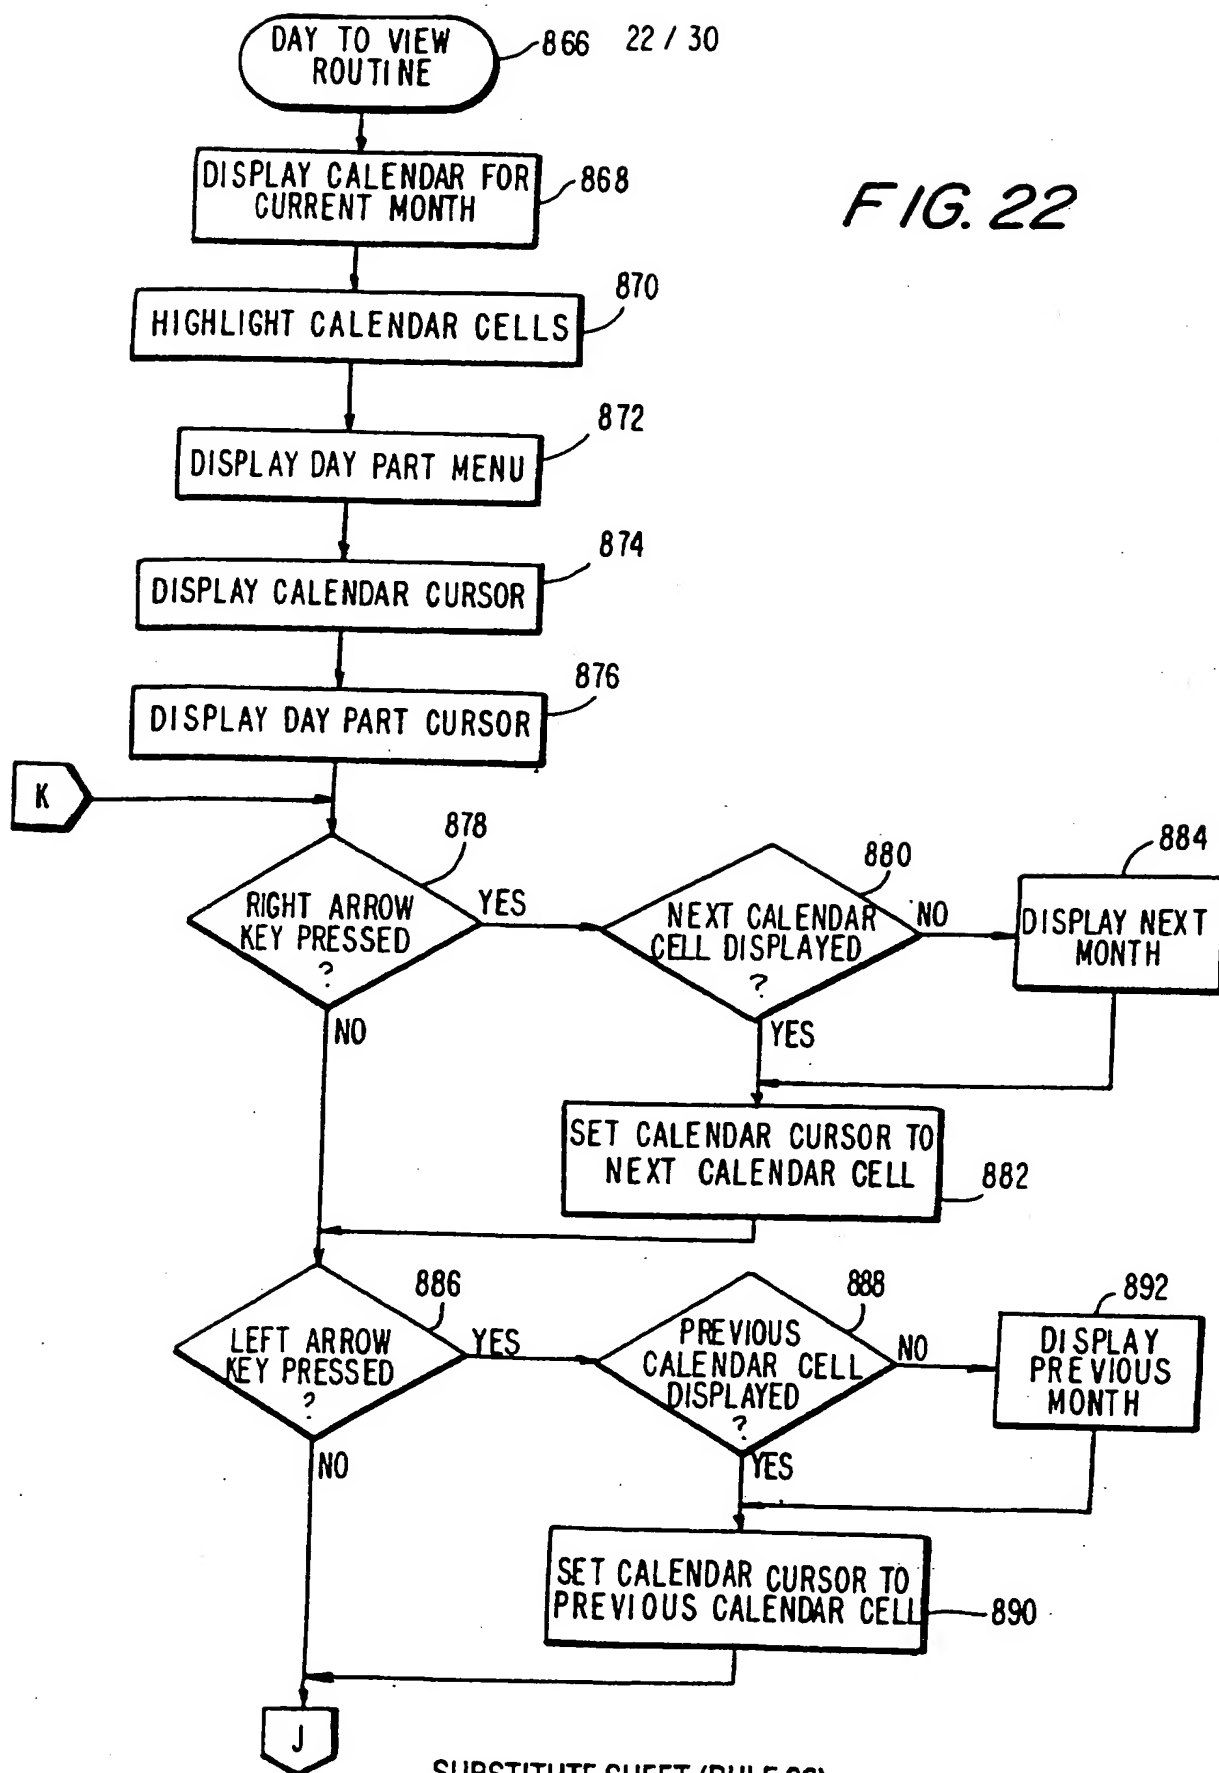 DAY TO VIEW
ROUTINE
866
22 / 30
DISPLAY CALENDAR FOR
CURRENT MONTH
868
FIG. 22
HIGHLIGHT CALENDAR CELLS
870
DISPLAY DAY PART MENU
872
DISPLAY CALENDAR CURSOR
874
DISPLAY DAY PART CURSOR
876
K
RIGHT ARROW
KEY PRESSED
?
878
YES
NO
NEXT CALENDAR
CELL DISPLAYED
?
880
NO
YES
DISPLAY NEXT
MONTH
884
SET CALENDAR CURSOR TO
NEXT CALENDAR CELL
882
LEFT ARROW
KEY PRESSED
?
886
YES
NO
PREVIOUS
CALENDAR CELL
DISPLAYED
?
888
NO
YES
DISPLAY
PREVIOUS
MONTH
892
SET CALENDAR CURSOR TO
PREVIOUS CALENDAR CELL
890
J
SUBSTITUTE SHEET (RULE 26)